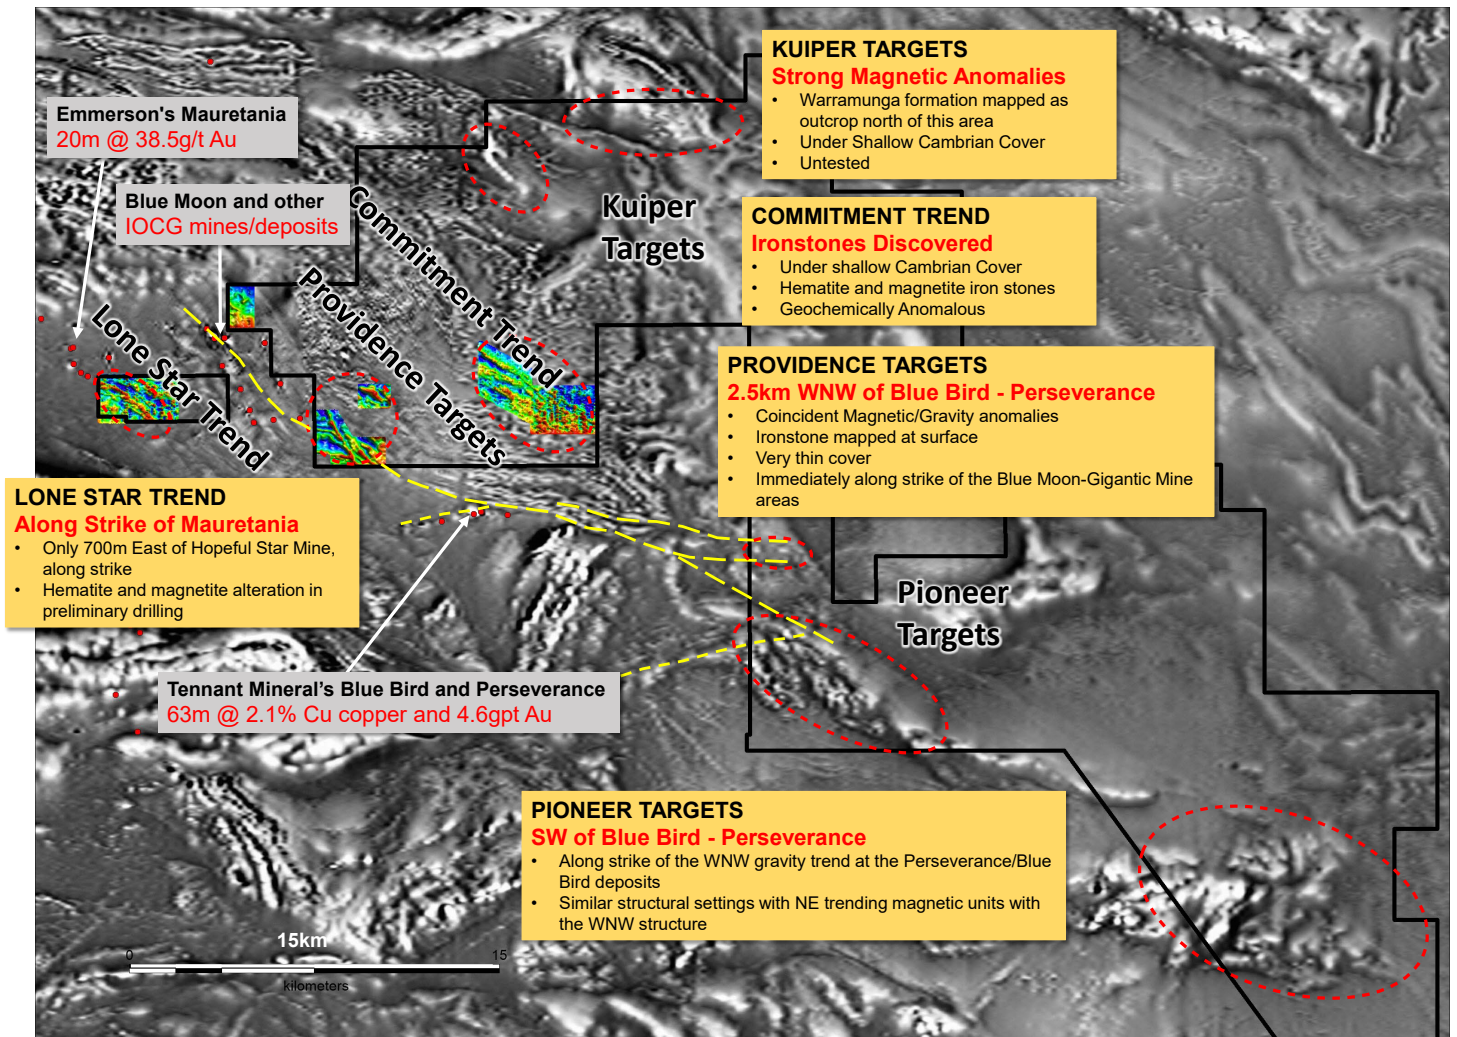 KUIPER TARGETS
Strong Magnetic Anomalies
• Warramunga formation mapped as
outcrop north of this area
• Under Shallow Cambrian Cover
• Untested
Emmerson's Mauretania
20m @ 38.5g/t Au
Blue Moon and other
IOCG mines/deposits
Kuiper
Targets
COMMITMENT TREND
Ironstones Discovered
• Under shallow Cambrian Cover
• Hematite and magnetite iron stones
• Geochemically Anomalous
Commitment Trend
Providence Targets
Lone Star Trend
PROVIDENCE TARGETS
2.5km WNW of Blue Bird - Perseverance
• Coincident Magnetic/Gravity anomalies
• Ironstone mapped at surface
• Very thin cover
• Immediately along strike of the Blue Moon-Gigantic Mine
areas
LONE STAR TREND
Along Strike of Mauretania
• Only 700m East of Hopeful Star Mine,
along strike
• Hematite and magnetite alteration in
preliminary drilling
Pioneer
Targets
Tennant Mineral's Blue Bird and Perseverance
63m @ 2.1% Cu copper and 4.6gpt Au
PIONEER TARGETS
SW of Blue Bird - Perseverance
• Along strike of the WNW gravity trend at the Perseverance/Blue
Bird deposits
• Similar structural settings with NE trending magnetic units with
the WNW structure
15km
0 15
kilometers